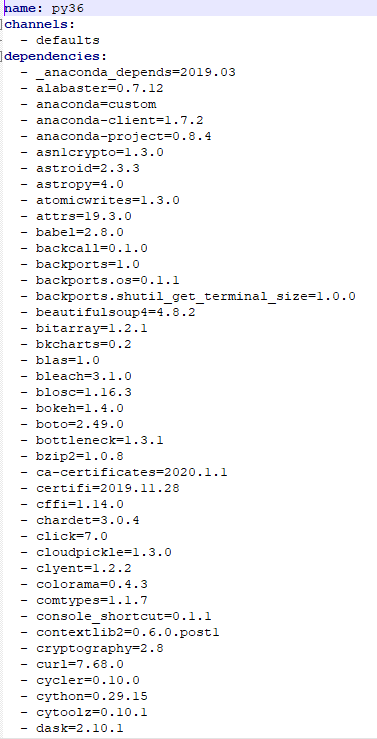 name: py36
channels:
  - defaults
dependencies:
  - _anaconda_depends=2019.03
  - alabaster=0.7.12
  - anaconda=custom
  - anaconda-client=1.7.2
  - anaconda-project=0.8.4
  - asn1crypto=1.3.0
  - astroid=2.3.3
  - astropy=4.0
  - atomicwrites=1.3.0
  - attrs=19.3.0
  - babel=2.8.0
  - backcall=0.1.0
  - backports=1.0
  - backports.os=0.1.1
  - backports.shutil_get_terminal_size=1.0.0
  - beautifulsoup4=4.8.2
  - bitarray=1.2.1
  - bkcharts=0.2
  - blas=1.0
  - bleach=3.1.0
  - blosc=1.16.3
  - bokeh=1.4.0
  - boto=2.49.0
  - bottleneck=1.3.1
  - bzip2=1.0.8
  - ca-certificates=2020.1.1
  - certifi=2019.11.28
  - cffi=1.14.0
  - chardet=3.0.4
  - click=7.0
  - cloudpickle=1.3.0
  - clyent=1.2.2
  - colorama=0.4.3
  - comtypes=1.1.7
  - console_shortcut=0.1.1
  - contextlib2=0.6.0.post1
  - cryptography=2.8
  - curl=7.68.0
  - cycler=0.10.0
  - cython=0.29.15
  - cytoolz=0.10.1
  - dask=2.10.1